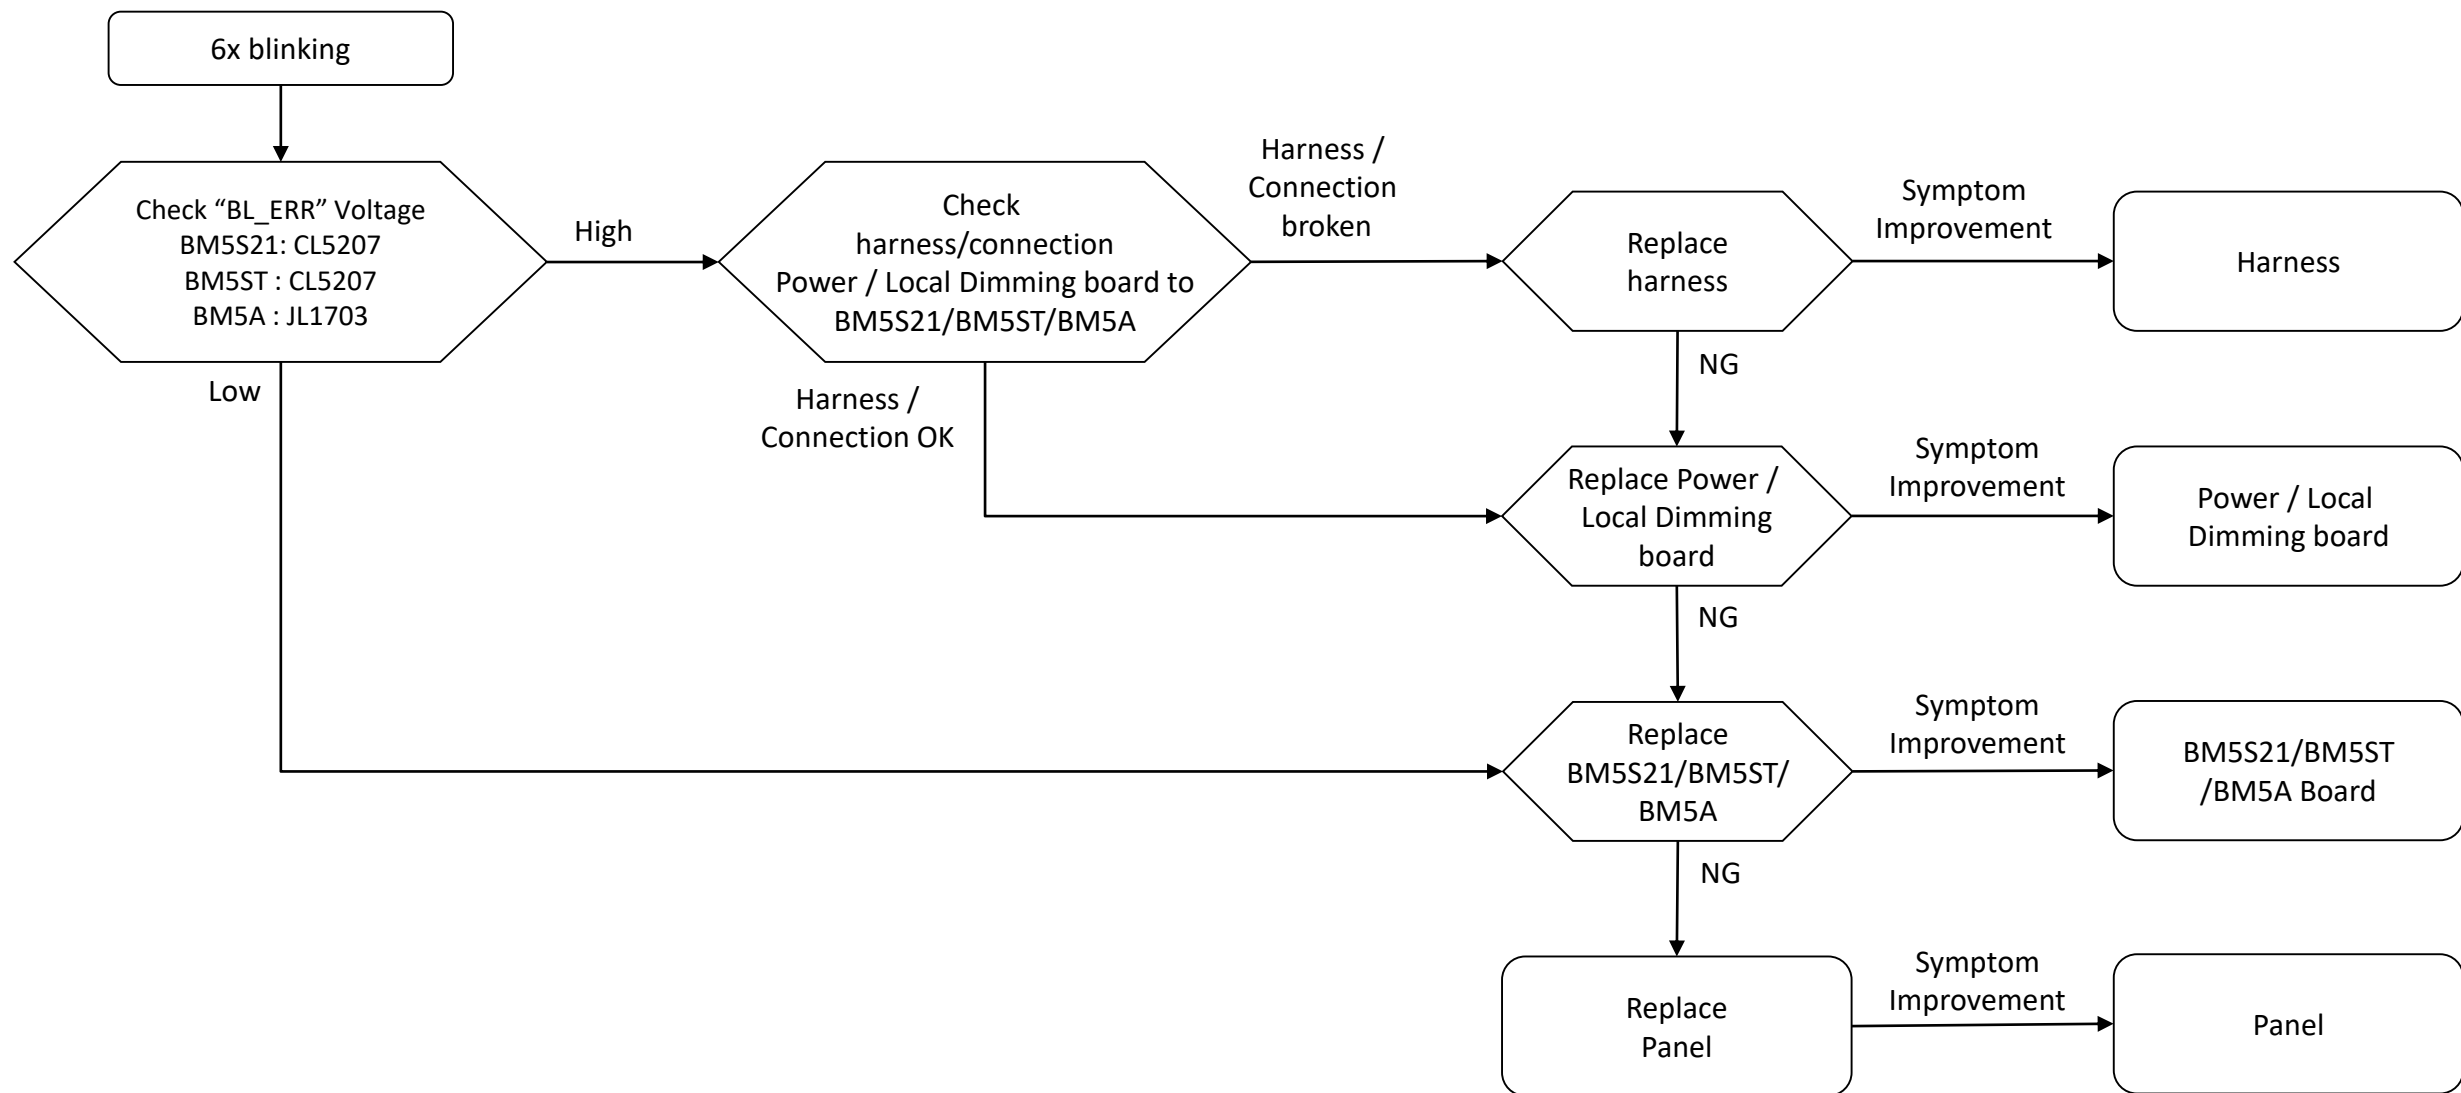 6x blinking
Check “BL_ERR” Voltage
BM5S21: CL5207
BM5ST : CL5207
BM5A : JL1703
High
Low
Check
harness/connection
Power / Local Dimming board to
BM5S21/BM5ST/BM5A
Harness /
Connection
broken
Harness /
Connection OK
Replace
harness
Symptom
Improvement
Harness
NG
Replace Power /
Local Dimming
board
Symptom
Improvement
Power / Local
Dimming board
NG
Replace
BM5S21/BM5ST/
BM5A
Symptom
Improvement
BM5S21/BM5ST
/BM5A Board
NG
Replace
Panel
Symptom
Improvement
Panel